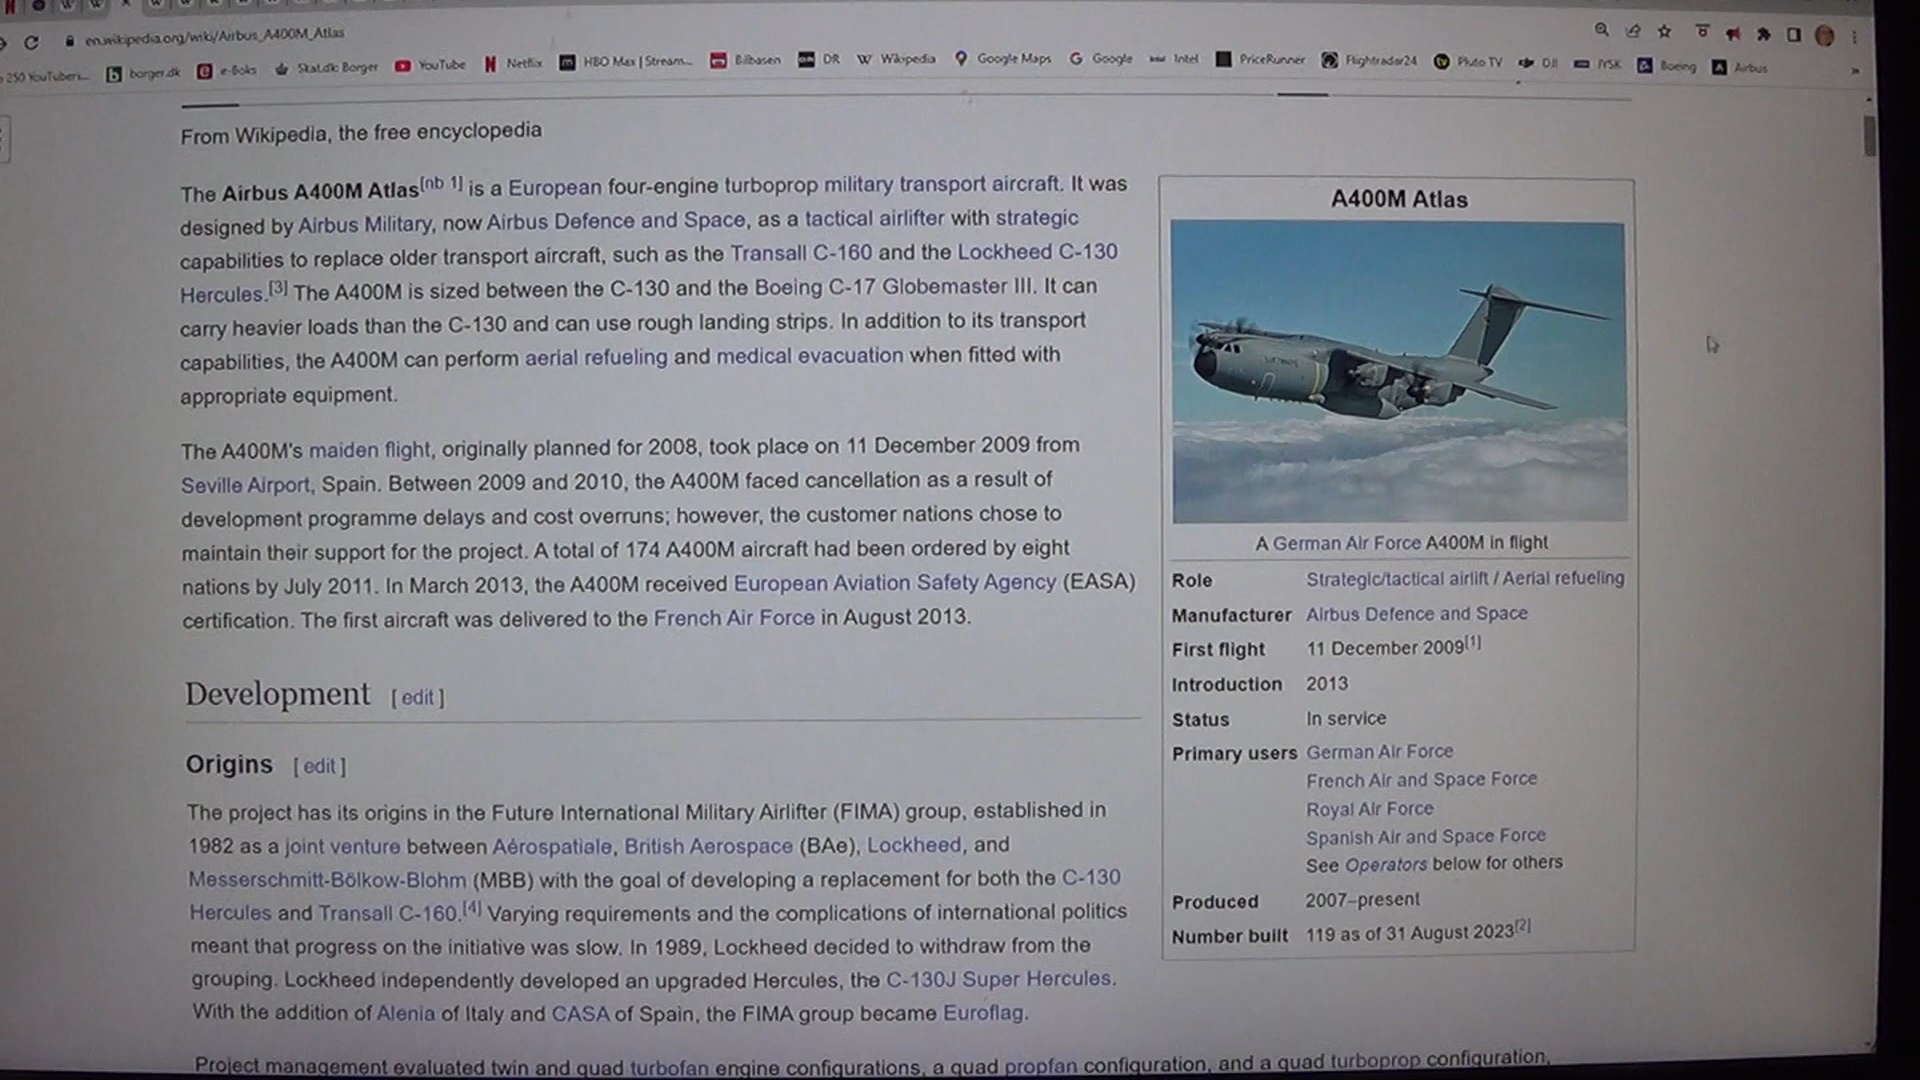 en.wikipedia.org/wiki/Airbus_A400M_Atlas
250 YouTubers... borger.dk e-Boks Skat.dk: Borger YouTube Netflix HBO Max | Stream... Bilbasen DR Wikipedia Google Maps Google Intel PriceRunner Flightradar24 Pluto TV DJI JYSK Boeing Airbus
From Wikipedia, the free encyclopedia
The Airbus A400M Atlas[nb 1] is a European four-engine turboprop military transport aircraft. It was
designed by Airbus Military, now Airbus Defence and Space, as a tactical airlifter with strategic
capabilities to replace older transport aircraft, such as the Transall C-160 and the Lockheed C-130
Hercules.[3] The A400M is sized between the C-130 and the Boeing C-17 Globemaster III. It can
carry heavier loads than the C-130 and can use rough landing strips. In addition to its transport
capabilities, the A400M can perform aerial refueling and medical evacuation when fitted with
appropriate equipment.
The A400M's maiden flight, originally planned for 2008, took place on 11 December 2009 from
Seville Airport, Spain. Between 2009 and 2010, the A400M faced cancellation as a result of
development programme delays and cost overruns; however, the customer nations chose to
maintain their support for the project. A total of 174 A400M aircraft had been ordered by eight
nations by July 2011. In March 2013, the A400M received European Aviation Safety Agency (EASA)
certification. The first aircraft was delivered to the French Air Force in August 2013.
Development [ edit ]
Origins [ edit ]
The project has its origins in the Future International Military Airlifter (FIMA) group, established in
1982 as a joint venture between Aérospatiale, British Aerospace (BAe), Lockheed, and
Messerschmitt-Bölkow-Blohm (MBB) with the goal of developing a replacement for both the C-130
Hercules and Transall C-160.[4] Varying requirements and the complications of international politics
meant that progress on the initiative was slow. In 1989, Lockheed decided to withdraw from the
grouping. Lockheed independently developed an upgraded Hercules, the C-130J Super Hercules.
With the addition of Alenia of Italy and CASA of Spain, the FIMA group became Euroflag.
Project management evaluated twin and quad turbofan engine configurations, a quad propfan configuration, and a quad turboprop configuration,
A400M Atlas
A German Air Force A400M in flight
Role Strategic/tactical airlift / Aerial refueling
Manufacturer Airbus Defence and Space
First flight 11 December 2009[1]
Introduction 2013
Status In service
Primary users German Air Force
French Air and Space Force
Royal Air Force
Spanish Air and Space Force
See Operators below for others
Produced 2007–present
Number built 119 as of 31 August 2023[2]